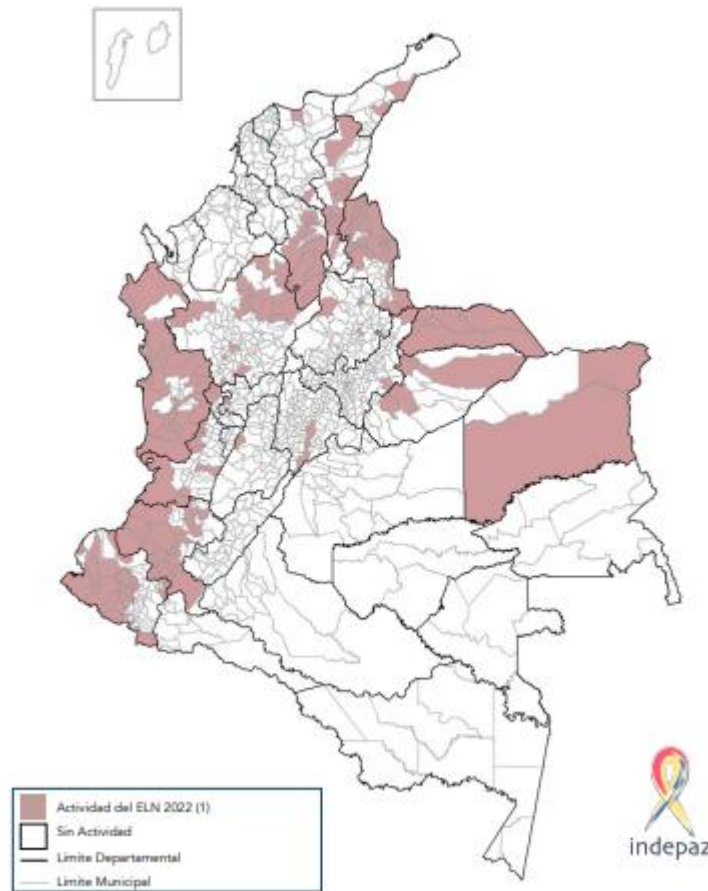 Actividad del ELN 2022 (1)
Sin Actividad
Limite Departamental
Limite Municipal
indepaz